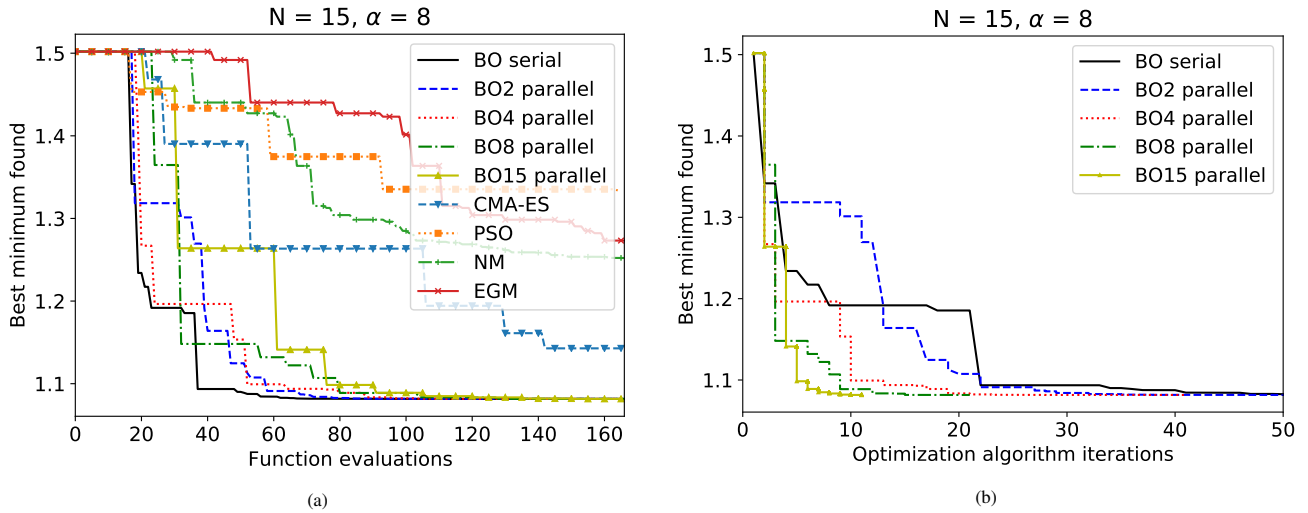 N = 15, α = 8
1.5
1.4
1.3
1.2
1.1
Best minimum found
0 20 40 60 80 100 120 140 160
Function evaluations
BO serial
BO2 parallel
BO4 parallel
BO8 parallel
BO15 parallel
CMA-ES
PSO
NM
EGM
(a)
N = 15, α = 8
1.5
1.4
1.3
1.2
1.1
Best minimum found
0 10 20 30 40 50
Optimization algorithm iterations
BO serial
BO2 parallel
BO4 parallel
BO8 parallel
BO15 parallel
(b)